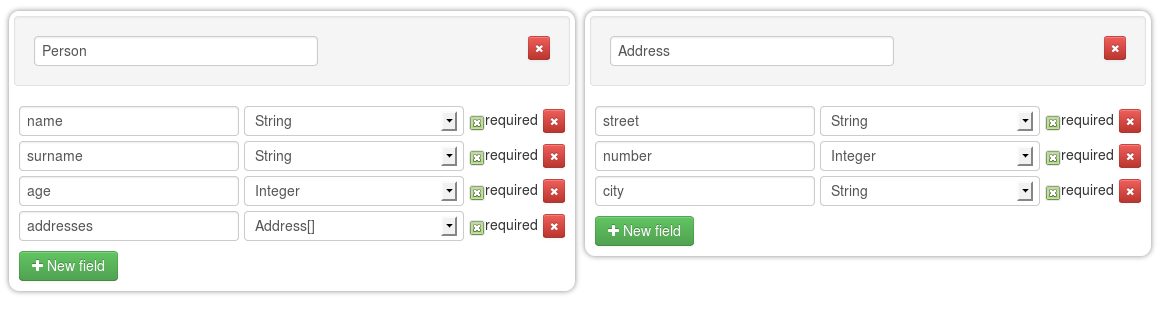 Person
name String required
surname String required
age Integer required
addresses Address[] required
New field
Address
street String required
number Integer required
city String required
New field